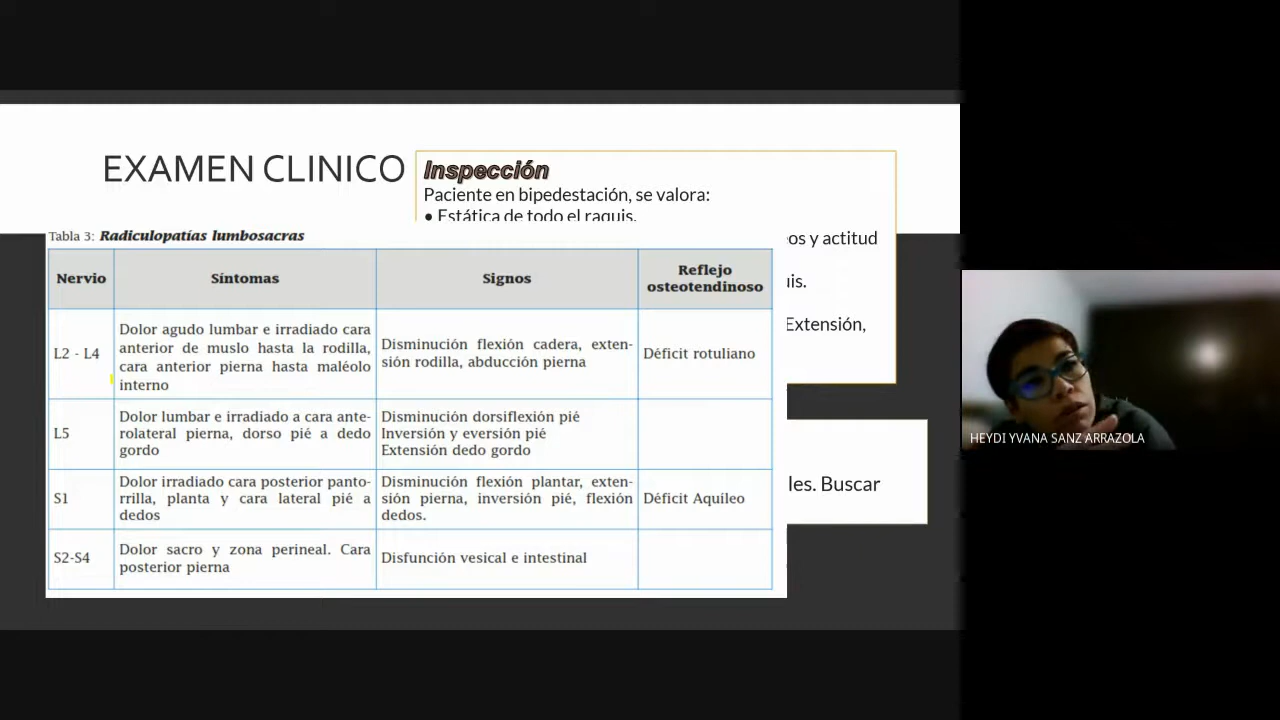 EXAMEN CLINICO
Inspección
Paciente en bipedestación, se valora:
• Estática de todo el raquis.
os y actitud
uis.
Extensión,
les. Buscar
Tabla 3: Radiculopatías lumbosacras
Nervio Síntomas Signos Reflejo osteotendinoso
L2 - L4
Dolor agudo lumbar e irradiado cara
anterior de muslo hasta la rodilla,
cara anterior pierna hasta maléolo
interno
Disminución flexión cadera, exten-
sión rodilla, abducción pierna
Déficit rotuliano
L5
Dolor lumbar e irradiado a cara ante-
rolateral pierna, dorso pié a dedo
gordo
Disminución dorsiflexión pié
Inversión y eversión pié
Extensión dedo gordo
S1
Dolor irradiado cara posterior panto-
rrilla, planta y cara lateral pié a
dedos
Disminución flexión plantar, exten-
sión pierna, inversión pié, flexión
dedos.
Déficit Aquíleo
S2-S4
Dolor sacro y zona perineal. Cara
posterior pierna
Disfunción vesical e intestinal
HEYDI YVANA SANZ ARRAZOLA